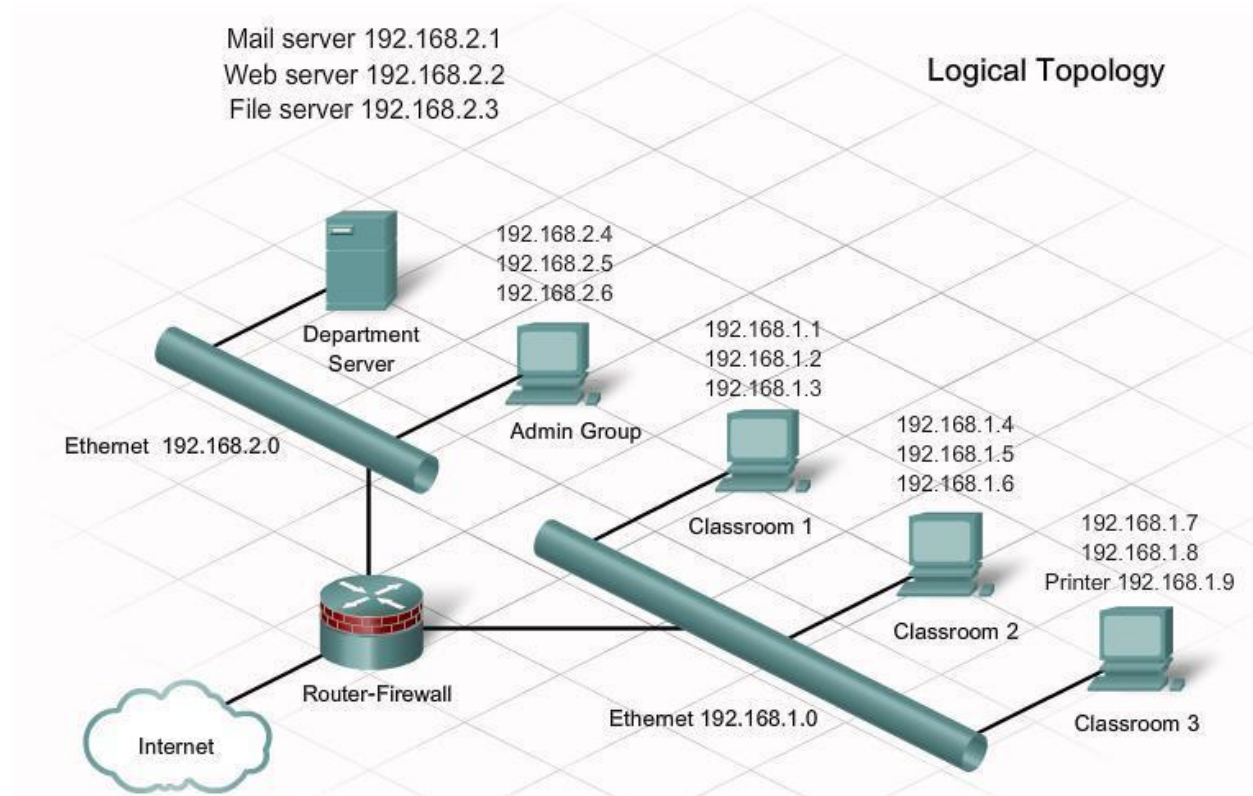 Mail server 192.168.2.1
Web server 192.168.2.2
File server 192.168.2.3
Logical Topology
192.168.2.4
192.168.2.5
192.168.2.6
Department
Server
Admin Group
Ethernet 192.168.2.0
192.168.1.1
192.168.1.2
192.168.1.3
Classroom 1
192.168.1.4
192.168.1.5
192.168.1.6
Classroom 2
192.168.1.7
192.168.1.8
Printer 192.168.1.9
Classroom 3
Router-Firewall
Ethernet 192.168.1.0
Internet